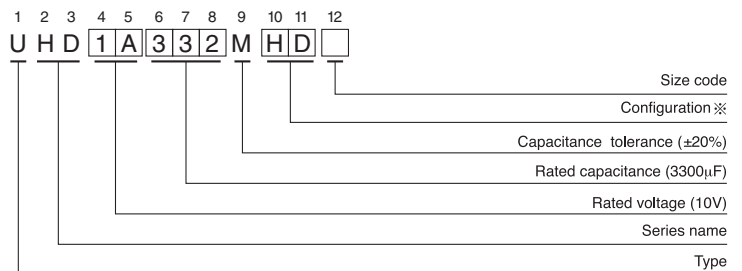 1 2 3 4 5 6 7 8 9 10 11 12
U H D 1 A 3 3 2 M H D
Size code
Configuration※
Capacitance tolerance (±20%)
Rated capacitance (3300μF)
Rated voltage (10V)
Series name
Type